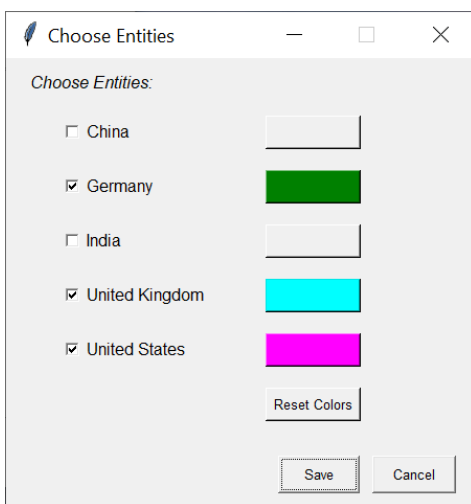 Choose Entities
Choose Entities:
China
Germany
India
United Kingdom
United States
Reset Colors
Save Cancel